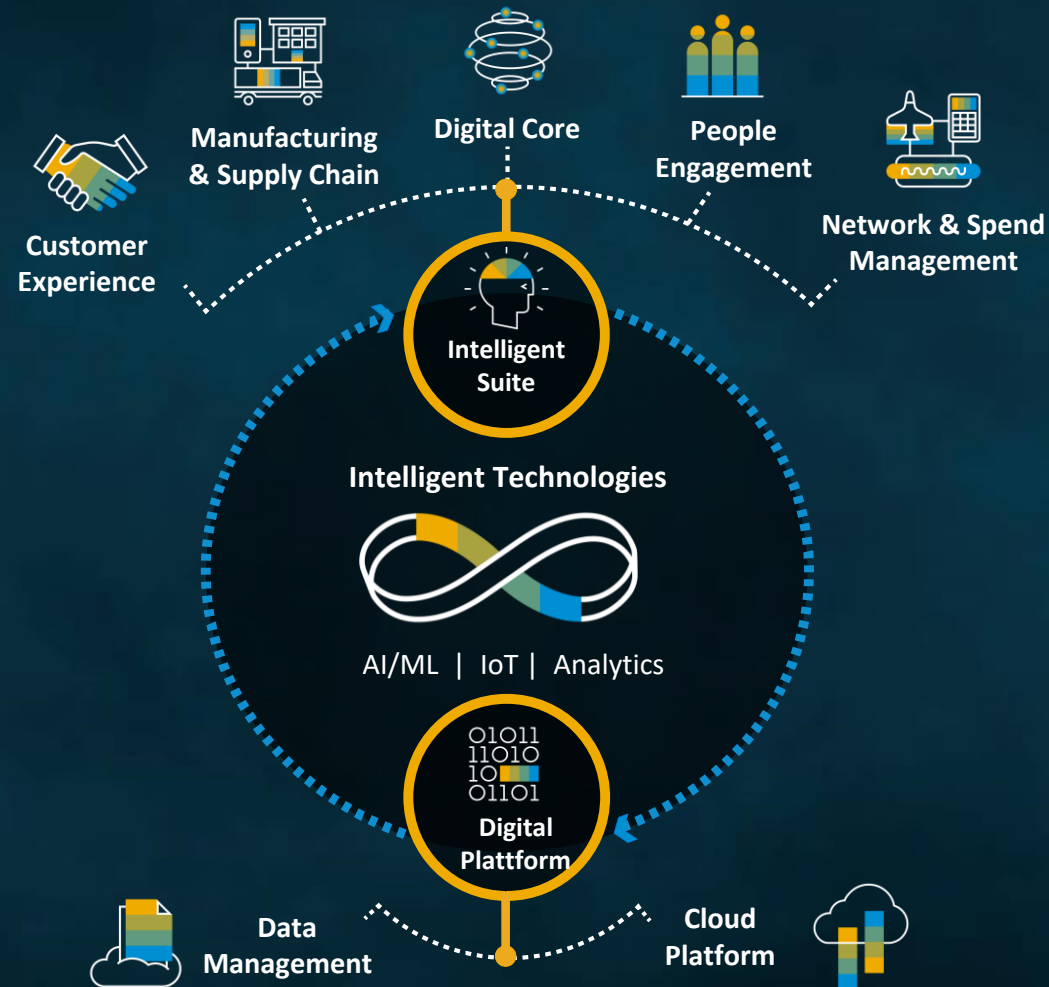 Digital Core
Manufacturing
& Supply Chain
People
Engagement
Customer
Experience
Network & Spend
Management
Intelligent
Suite
Intelligent Technologies
AI/ML | IoT | Analytics
01011
11010
10
01101
Digital
Plattform
Data
Management
Cloud
Platform